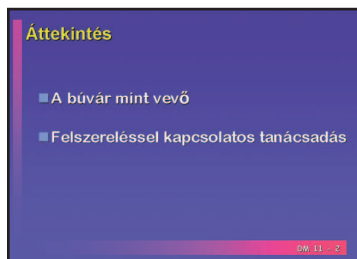 Áttekintés
A búvár mint vevő
Felszereléssel kapcsolatos tanácsadás
DM 11 - 2